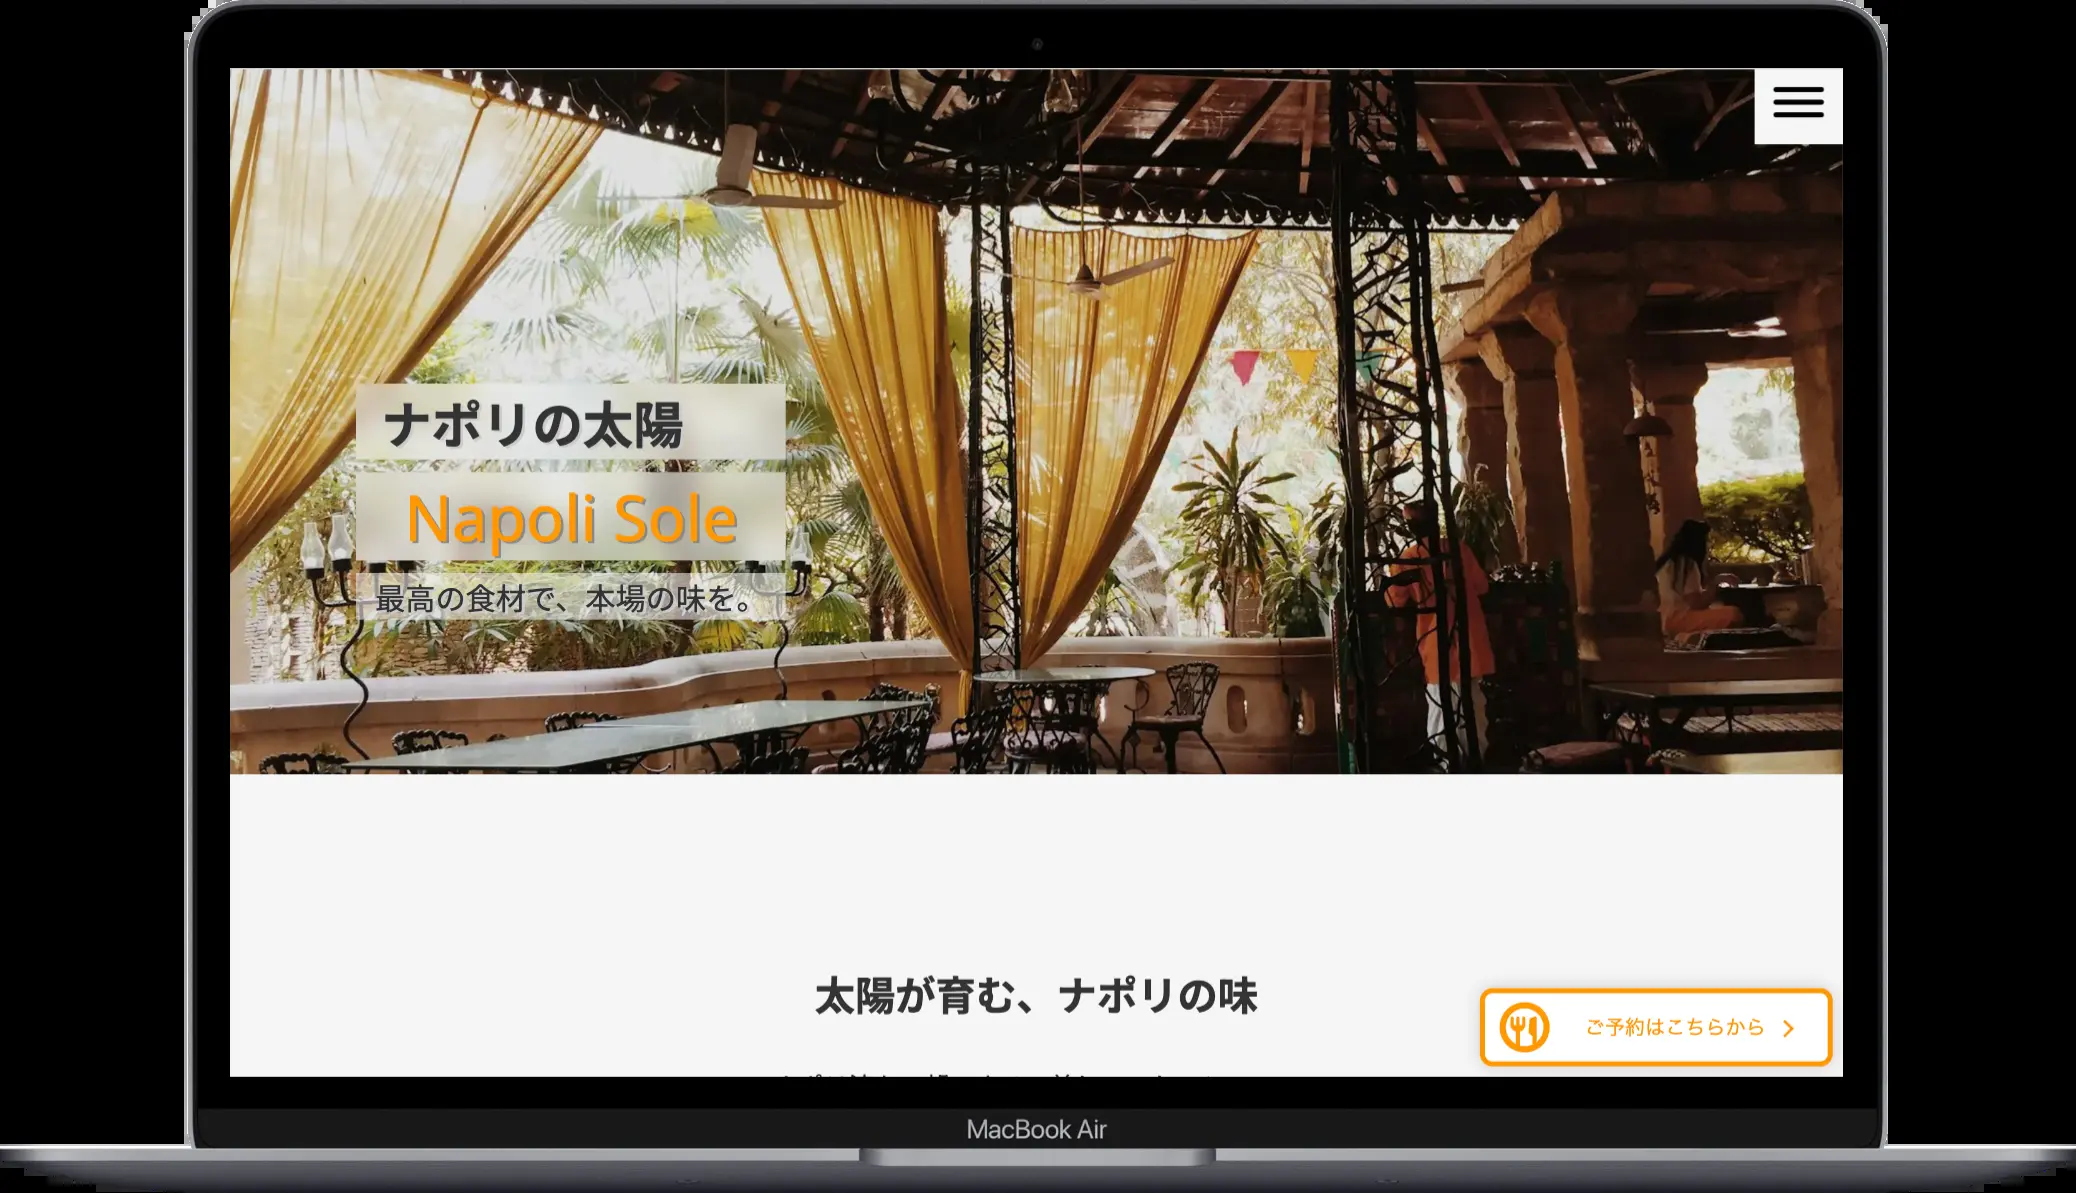 ナポリの太陽
Napoli Sole
最高の食材で、本場の味を。
太陽が育む、ナポリの味
ご予約はこちらから
MacBook Air